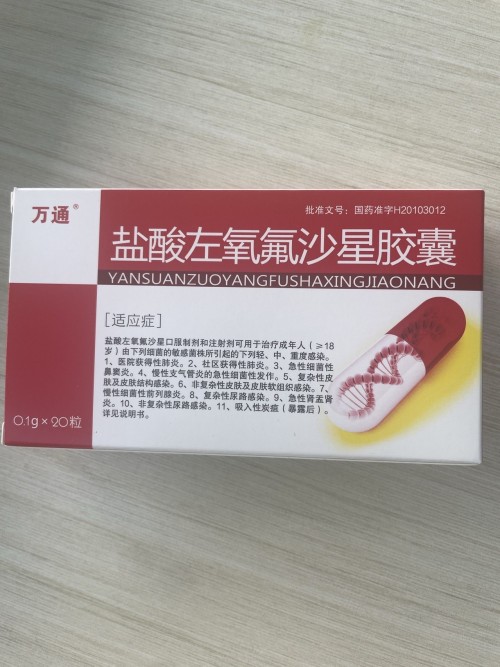 万通®
批准文号：国药准字H20103012
盐酸左氧氟沙星胶囊
YANSUANZUOYANGFUSHAXINGJIAONANG
[适应症]
盐酸左氧氟沙星口服制剂和注射剂可用于治疗成年人（≥18
岁）由下列细菌的敏感菌株所引起的下列轻、中、重度感染。
1、医院获得性肺炎。2、社区获得性肺炎。3、急性细菌性
鼻窦炎。4、慢性支气管炎的急性细菌性发作。5、复杂性皮
肤及皮肤结构感染。6、非复杂性皮肤及皮肤软组织感染。7、
慢性细菌性前列腺炎。8、复杂性尿路感染。9、急性肾盂肾
炎。10、非复杂性尿路感染。11、吸入性炭疽（暴露后）。
详见说明书。
0.1g×20粒